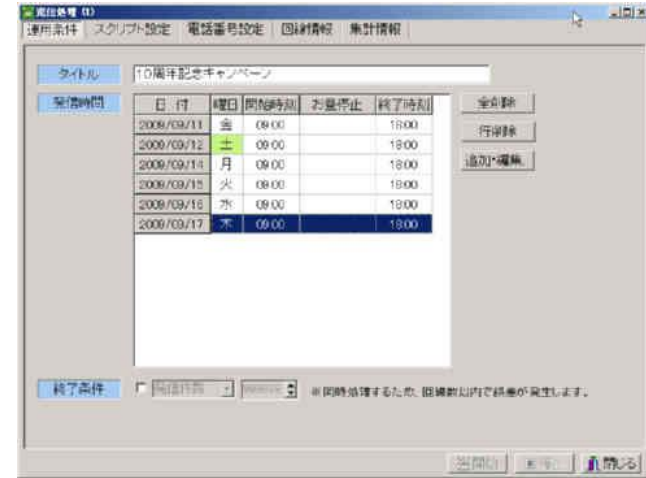 発信処理 (1)
運用条件 スクリプト設定 電話番号設定 回線情報 集計情報
タイトル 10周年記念キャンペーン
発信時間 日 付 曜日 開始時刻 お昼停止 終了時刻 全削除
2009/09/11 金 09:00 18:00 行削除
2009/09/12 土 09:00 18:00
2009/09/14 月 09:00 18:00 追加・編集
2009/09/15 火 09:00 18:00
2009/09/16 水 09:00 18:00
2009/09/17 木 09:00 18:00
終了条件 発信件数 ※同時処理するため、回線数以内で誤差が発生します。
閉じる